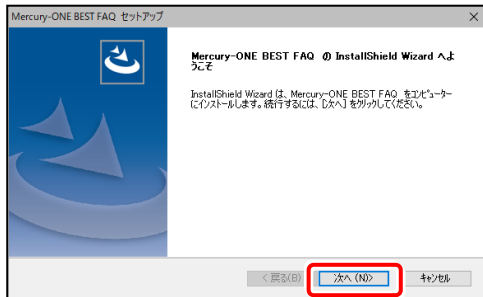 Mercury-ONE BEST FAQ セットアップ
Mercury-ONE BEST FAQ の InstallShield Wizard へよ
うこそ
InstallShield Wizard は、Mercury-ONE BEST FAQ をコンピューター
にインストールします。続行するには、[次へ] をクリックしてください。
< 戻る(B) 次へ (N)> キャンセル